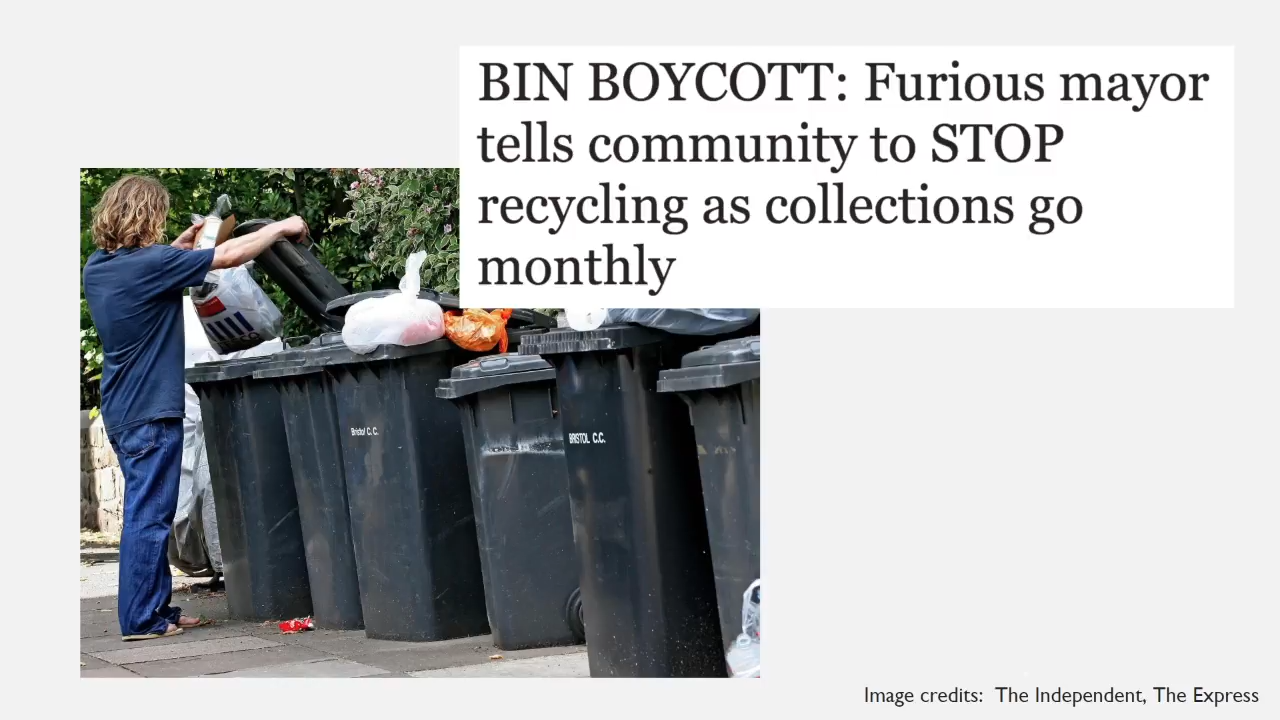 BIN BOYCOTT: Furious mayor
tells community to STOP
recycling as collections go
monthly
Bristol C.C.
BRISTOL C.C.
Image credits:  The Independent, The Express